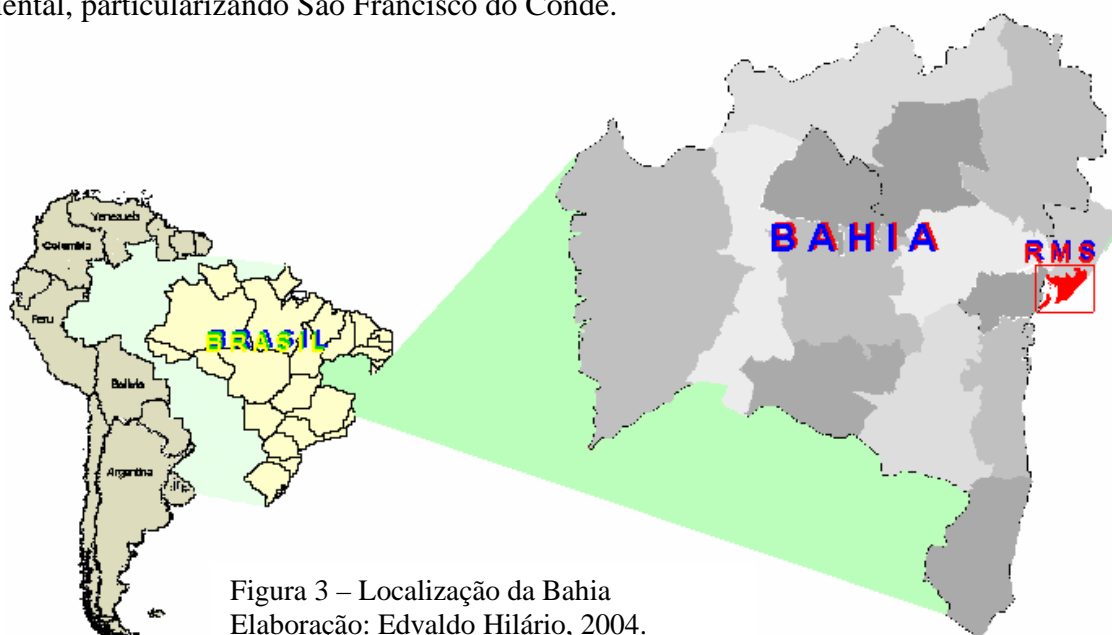 ental, particularizando São Francisco do Conde.
Venezuela
Colombia
Peru
BRASIL
Bolivia
Argentina
BAHIA
RMS
Figura 3 – Localização da Bahia
Elaboração: Edvaldo Hilário, 2004.